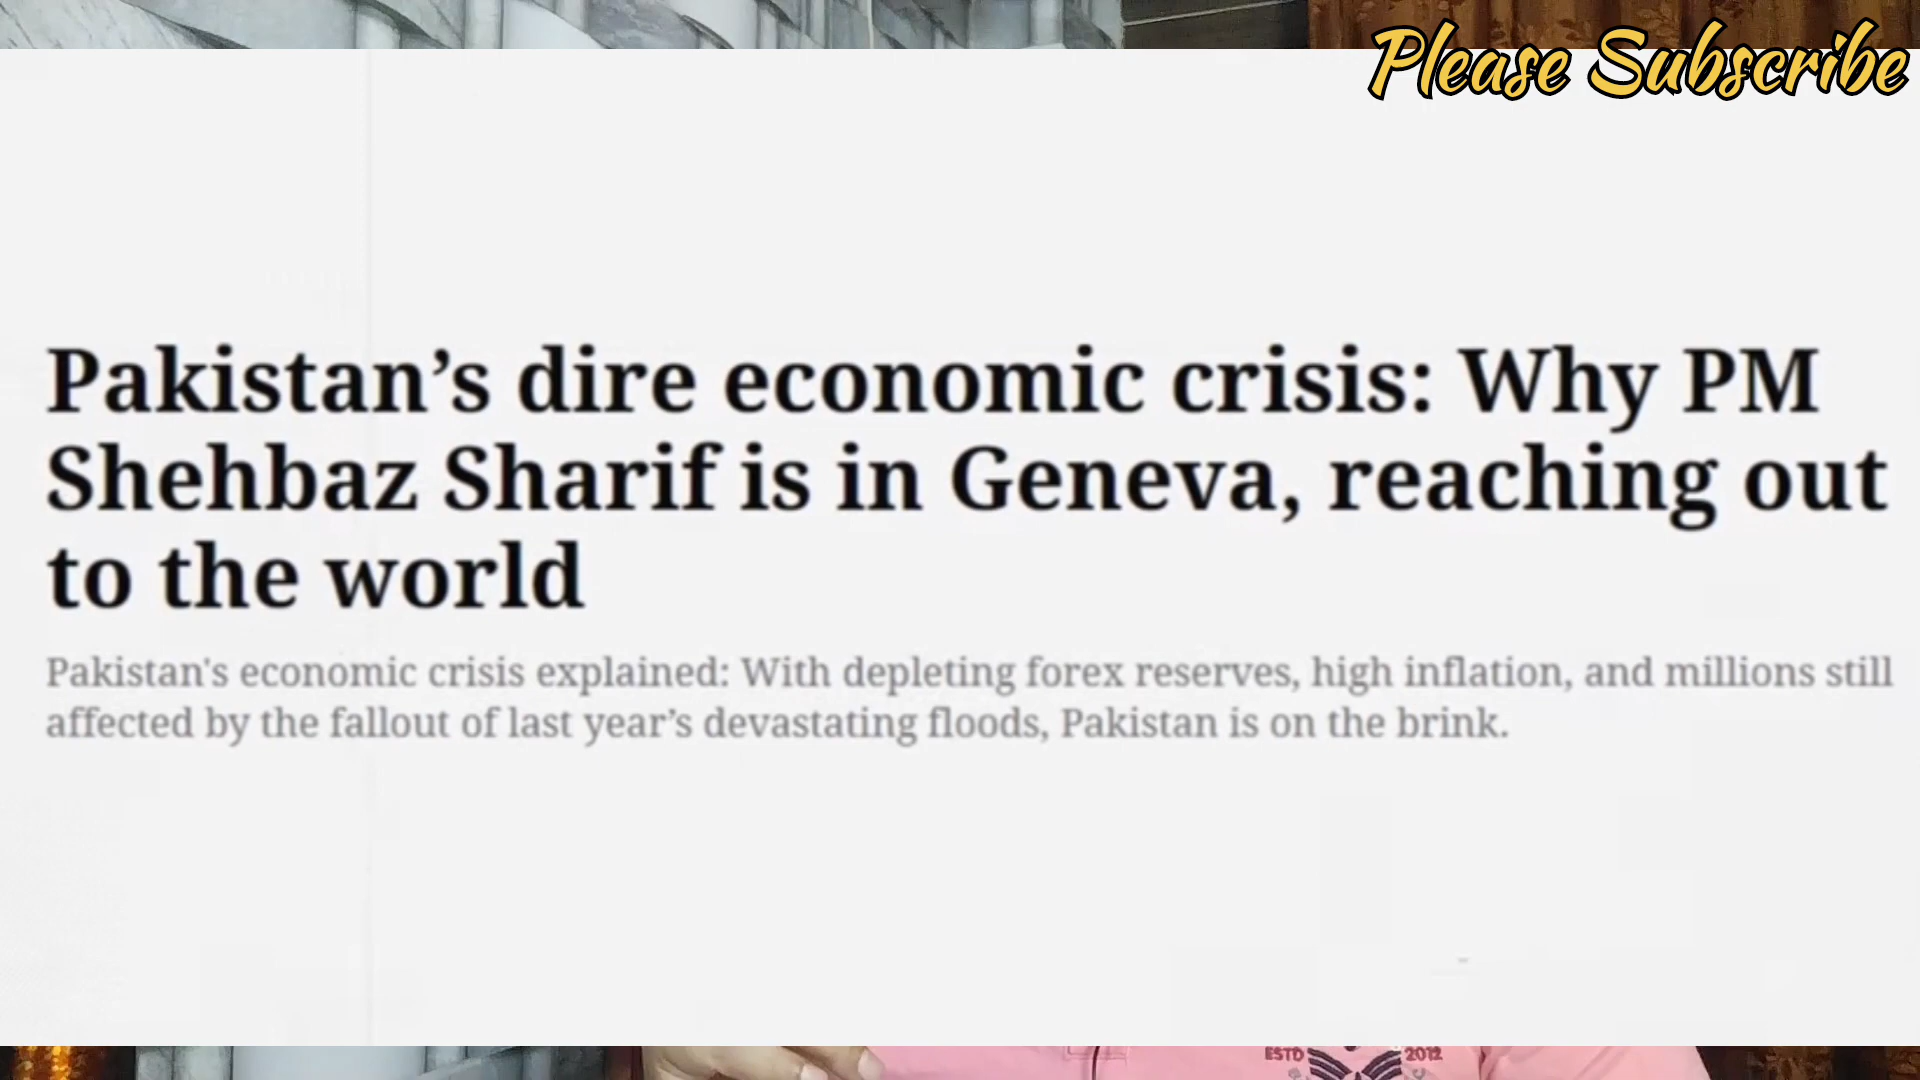 Please Subscribe
Pakistan’s dire economic crisis: Why PM
Shehbaz Sharif is in Geneva, reaching out
to the world
Pakistan's economic crisis explained: With depleting forex reserves, high inflation, and millions still
affected by the fallout of last year’s devastating floods, Pakistan is on the brink.
ESTD 2012